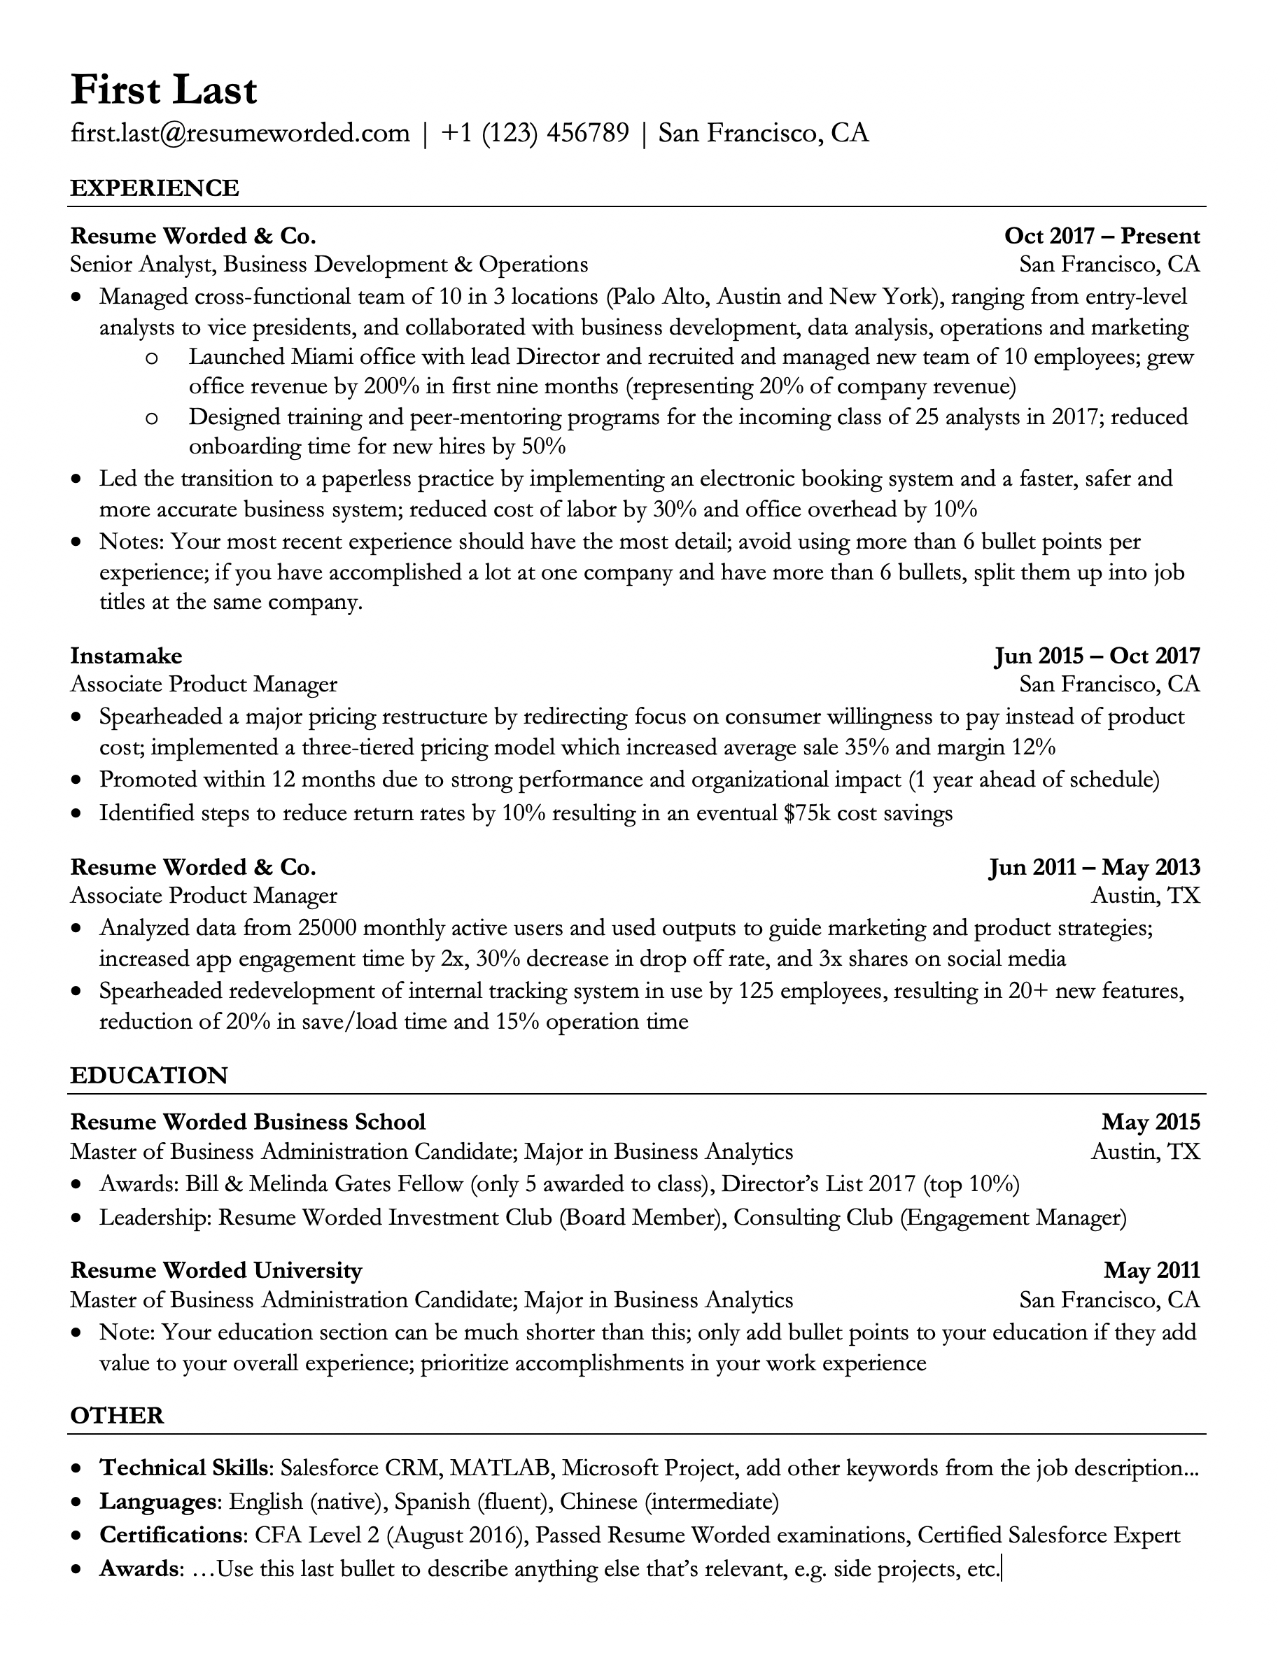 First Last
first.last@resumeworded.com | +1 (123) 456789 | San Francisco, CA
EXPERIENCE
Resume Worded & Co. Oct 2017 – Present
Senior Analyst, Business Development & Operations San Francisco, CA
• Managed cross-functional team of 10 in 3 locations (Palo Alto, Austin and New York), ranging from entry-level
analysts to vice presidents, and collaborated with business development, data analysis, operations and marketing
o Launched Miami office with lead Director and recruited and managed new team of 10 employees; grew
office revenue by 200% in first nine months (representing 20% of company revenue)
o Designed training and peer-mentoring programs for the incoming class of 25 analysts in 2017; reduced
onboarding time for new hires by 50%
• Led the transition to a paperless practice by implementing an electronic booking system and a faster, safer and
more accurate business system; reduced cost of labor by 30% and office overhead by 10%
• Notes: Your most recent experience should have the most detail; avoid using more than 6 bullet points per
experience; if you have accomplished a lot at one company and have more than 6 bullets, split them up into job
titles at the same company.
Instamake Jun 2015 – Oct 2017
Associate Product Manager San Francisco, CA
• Spearheaded a major pricing restructure by redirecting focus on consumer willingness to pay instead of product
cost; implemented a three-tiered pricing model which increased average sale 35% and margin 12%
• Promoted within 12 months due to strong performance and organizational impact (1 year ahead of schedule)
• Identified steps to reduce return rates by 10% resulting in an eventual $75k cost savings
Resume Worded & Co. Jun 2011 – May 2013
Associate Product Manager Austin, TX
• Analyzed data from 25000 monthly active users and used outputs to guide marketing and product strategies;
increased app engagement time by 2x, 30% decrease in drop off rate, and 3x shares on social media
• Spearheaded redevelopment of internal tracking system in use by 125 employees, resulting in 20+ new features,
reduction of 20% in save/load time and 15% operation time
EDUCATION
Resume Worded Business School May 2015
Master of Business Administration Candidate; Major in Business Analytics Austin, TX
• Awards: Bill & Melinda Gates Fellow (only 5 awarded to class), Director’s List 2017 (top 10%)
• Leadership: Resume Worded Investment Club (Board Member), Consulting Club (Engagement Manager)
Resume Worded University May 2011
Master of Business Administration Candidate; Major in Business Analytics San Francisco, CA
• Note: Your education section can be much shorter than this; only add bullet points to your education if they add
value to your overall experience; prioritize accomplishments in your work experience
OTHER
• Technical Skills: Salesforce CRM, MATLAB, Microsoft Project, add other keywords from the job description...
• Languages: English (native), Spanish (fluent), Chinese (intermediate)
• Certifications: CFA Level 2 (August 2016), Passed Resume Worded examinations, Certified Salesforce Expert
• Awards: …Use this last bullet to describe anything else that’s relevant, e.g. side projects, etc.